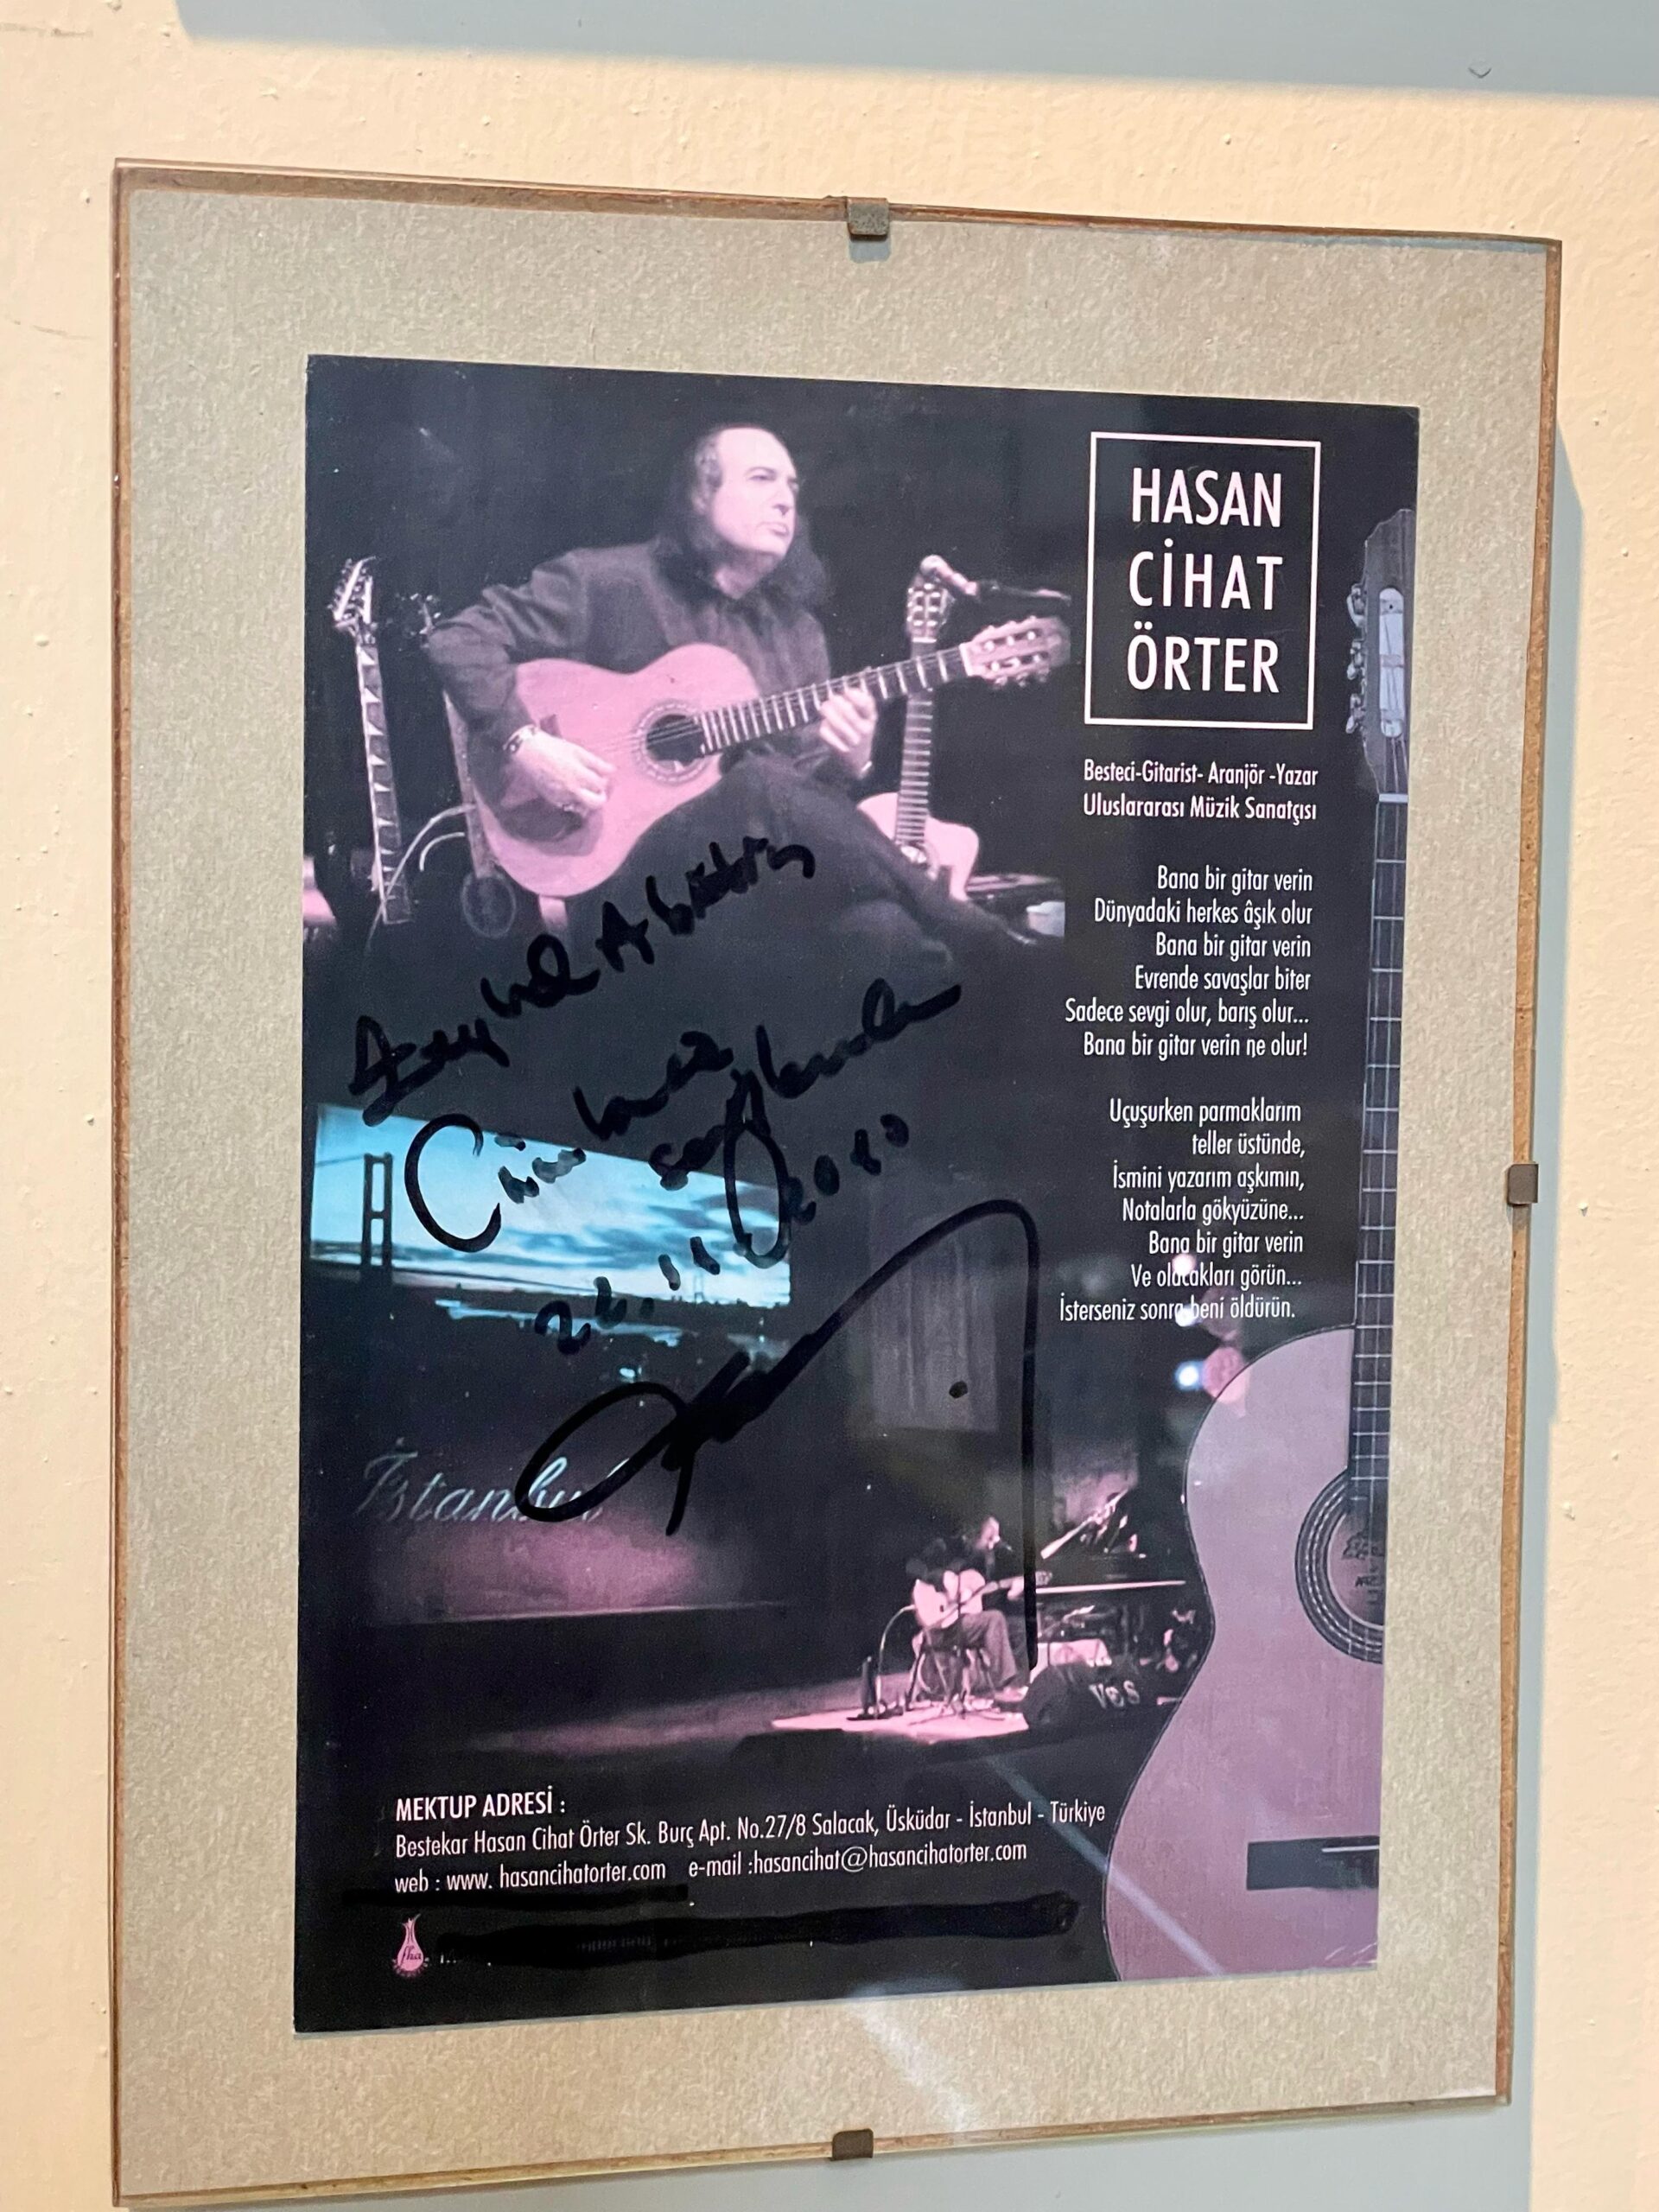 HASAN
CİHAT
ÖRTER
Besteci-Gitarist- Aranjör -Yazar
Uluslararası Müzik Sanatçısı
Bana bir gitar verin
Dünyadaki herkes âşık olur
Bana bir gitar verin
Evrende savaşlar biter
Sadece sevgi olur, barış olur...
Bana bir gitar verin ne olur!
Uçuşurken parmaklarım
teller üstünde,
İsmini yazarım aşkımın,
Notalarla gökyüzüne...
Bana bir gitar verin
Ve olacakları görün...
İsterseniz sonra beni öldürün.
2010
İstanbul
VES
MEKTUP ADRESİ :
Bestekar Hasan Cihat Örter Sk. Burç Apt. No.27/8 Salacak, Üsküdar - İstanbul - Türkiye
web : www. hasancihatorter.com e-mail :hasancihat@hasancihatorter.com